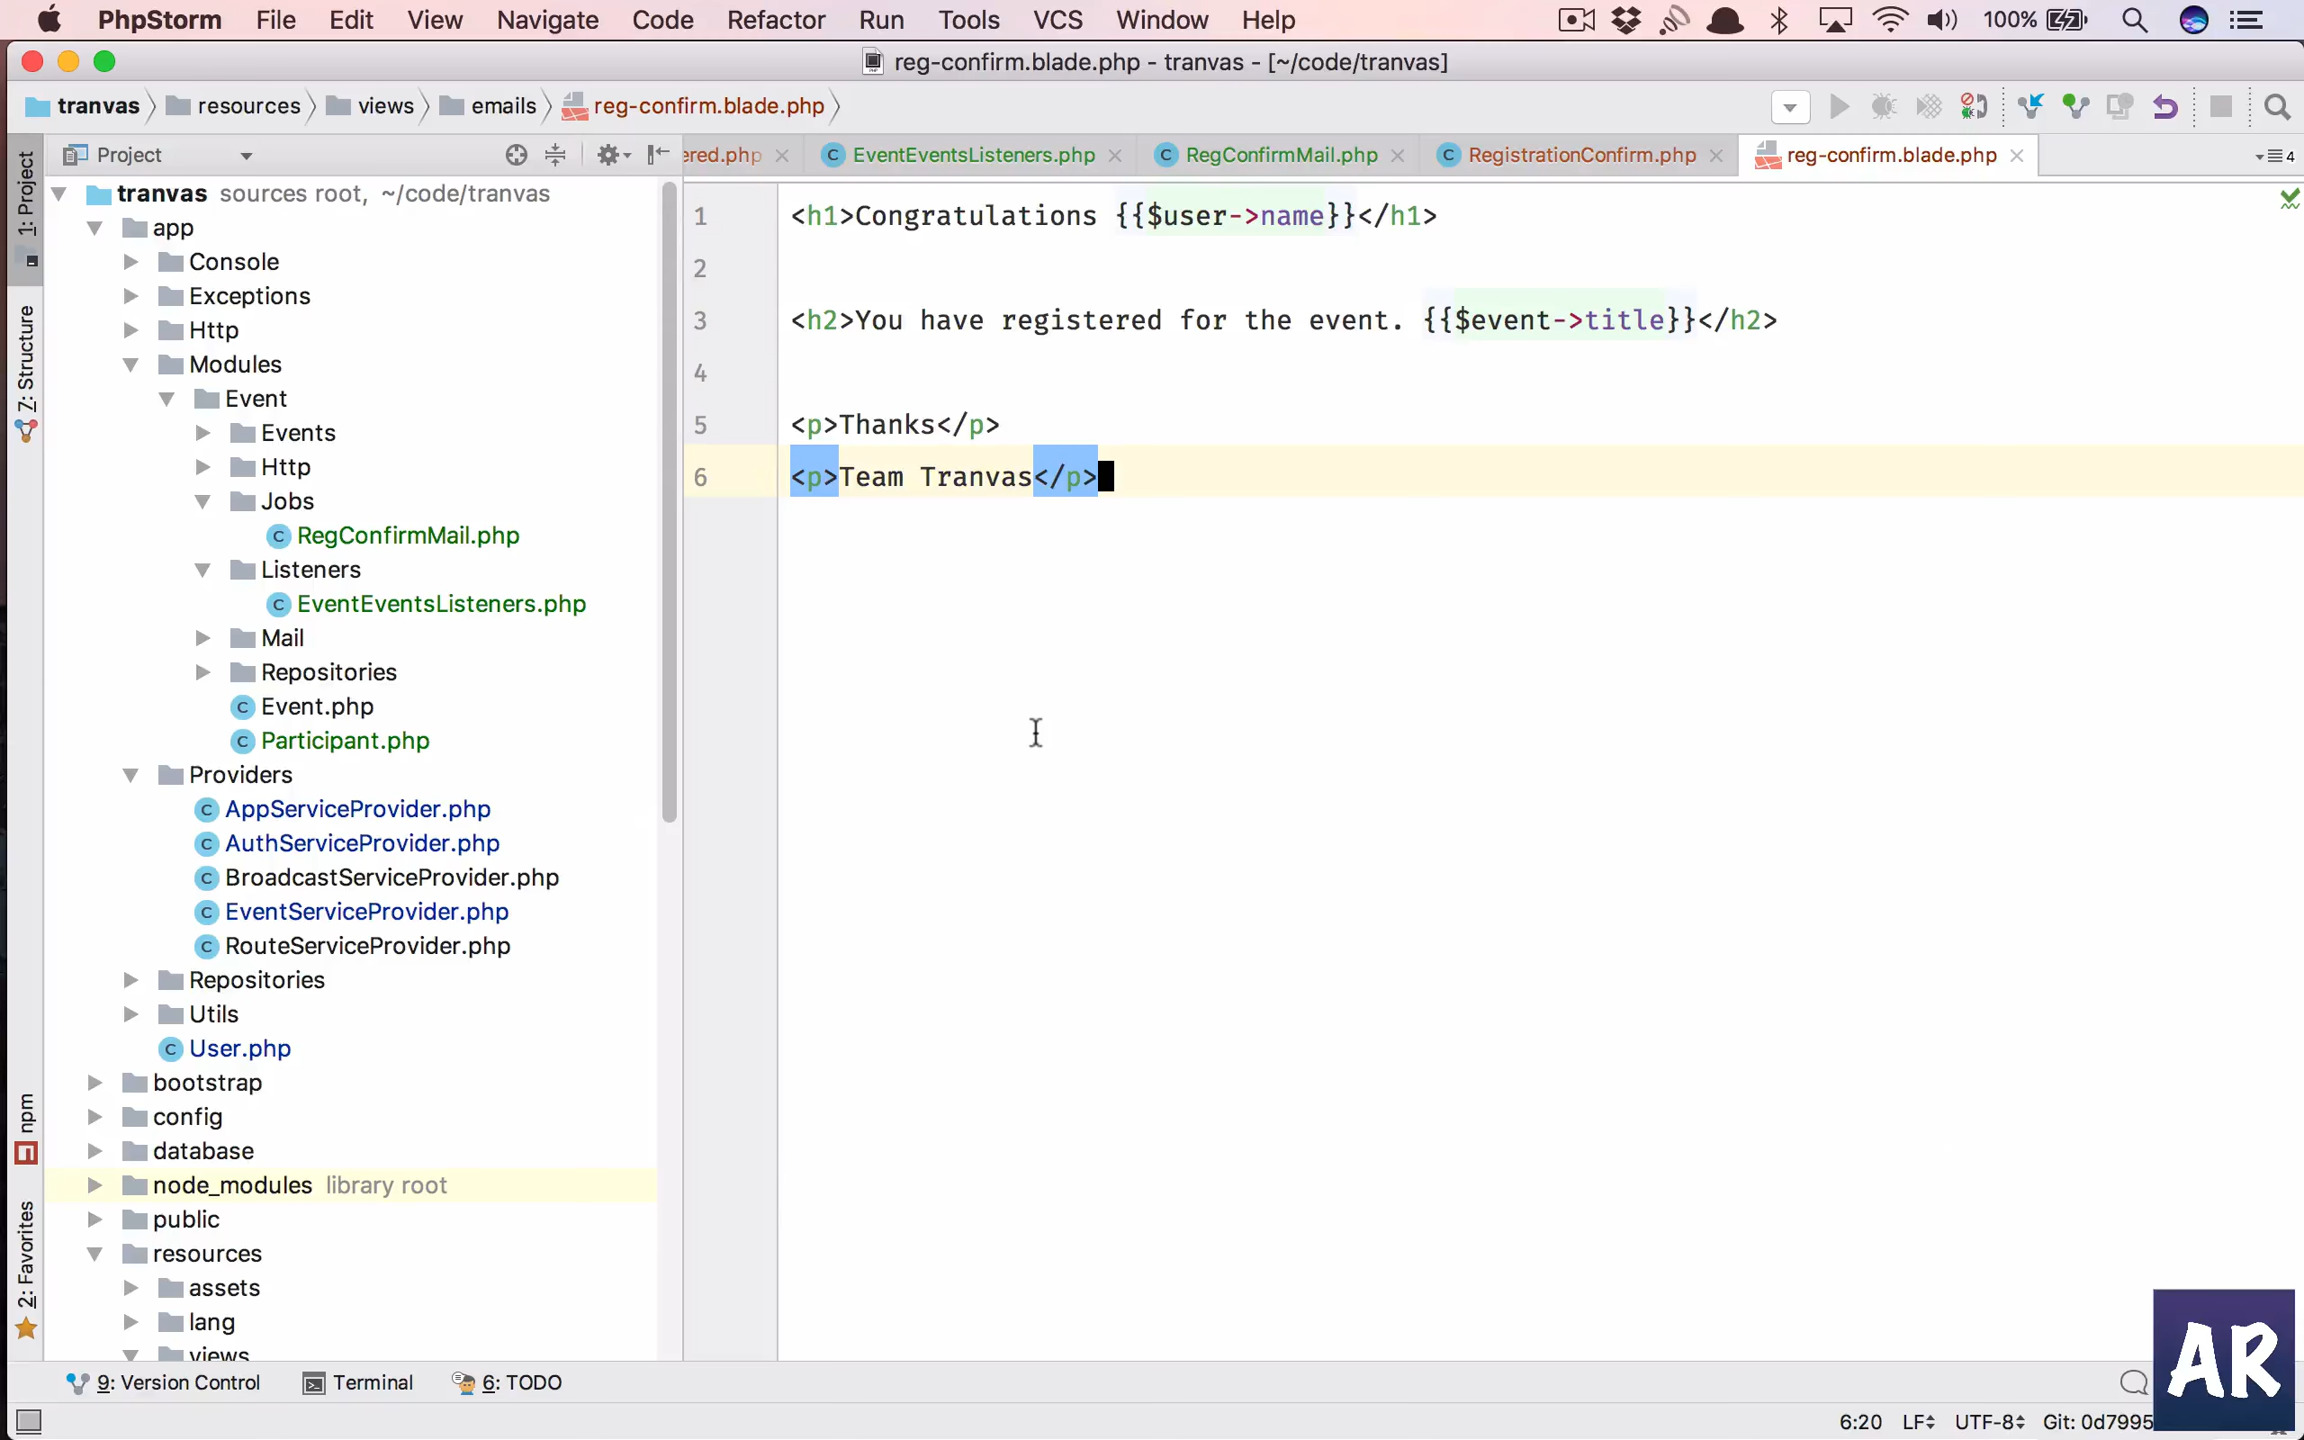 PhpStorm File Edit View Navigate Code Refactor Run Tools VCS Window Help 100%
reg-confirm.blade.php - tranvas - [~/code/tranvas]
tranvas resources views emails reg-confirm.blade.php
Project
ered.php EventEventsListeners.php RegConfirmMail.php RegistrationConfirm.php reg-confirm.blade.php 4
1: Project
Z: Structure
npm
2: Favorites
tranvas sources root, ~/code/tranvas
app
Console
Exceptions
Http
Modules
Event
Events
Http
Jobs
RegConfirmMail.php
Listeners
EventEventsListeners.php
Mail
Repositories
Event.php
Participant.php
Providers
AppServiceProvider.php
AuthServiceProvider.php
BroadcastServiceProvider.php
EventServiceProvider.php
RouteServiceProvider.php
Repositories
Utils
User.php
bootstrap
config
database
node_modules library root
public
resources
assets
lang
views
1 <h1>Congratulations {{$user->name}}</h1>
2
3 <h2>You have registered for the event. {{$event->title}}</h2>
4
5 <p>Thanks</p>
6 <p>Team Tranvas</p>
9: Version Control Terminal 6: TODO
6:20 LF UTF-8 Git: 0d7995
AR